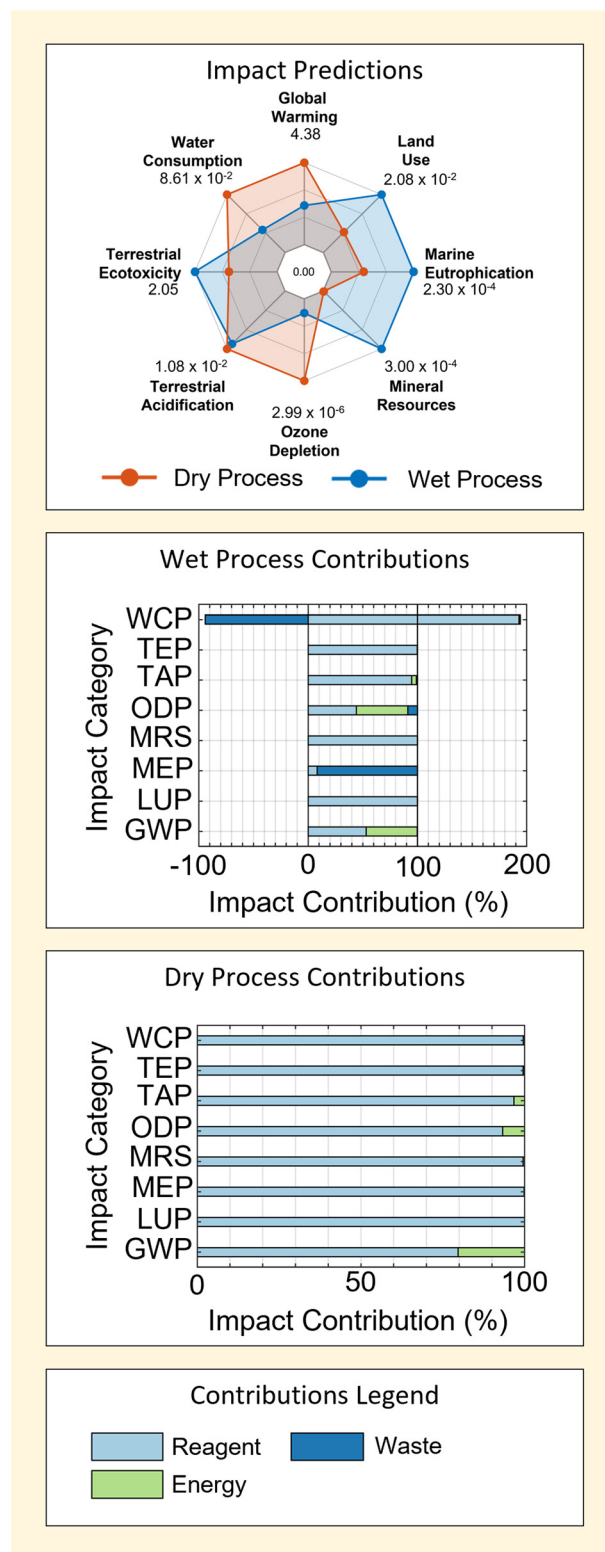 Impact Predictions
Global
Warming
4.38
Water
Consumption
8.61 x 10⁻²
Land
Use
2.08 x 10⁻²
Terrestrial
Ecotoxicity
2.05
0.00
Marine
Eutrophication
2.30 x 10⁻⁴
1.08 x 10⁻²
Terrestrial
Acidification
3.00 x 10⁻⁴
Mineral
Resources
2.99 x 10⁻⁶
Ozone
Depletion
Dry Process
Wet Process
Wet Process Contributions
Impact Category
WCP
TEP
TAP
ODP
MRS
MEP
LUP
GWP
-100 0 100 200
Impact Contribution (%)
Dry Process Contributions
Impact Category
WCP
TEP
TAP
ODP
MRS
MEP
LUP
GWP
0 50 100
Impact Contribution (%)
Contributions Legend
Reagent
Waste
Energy